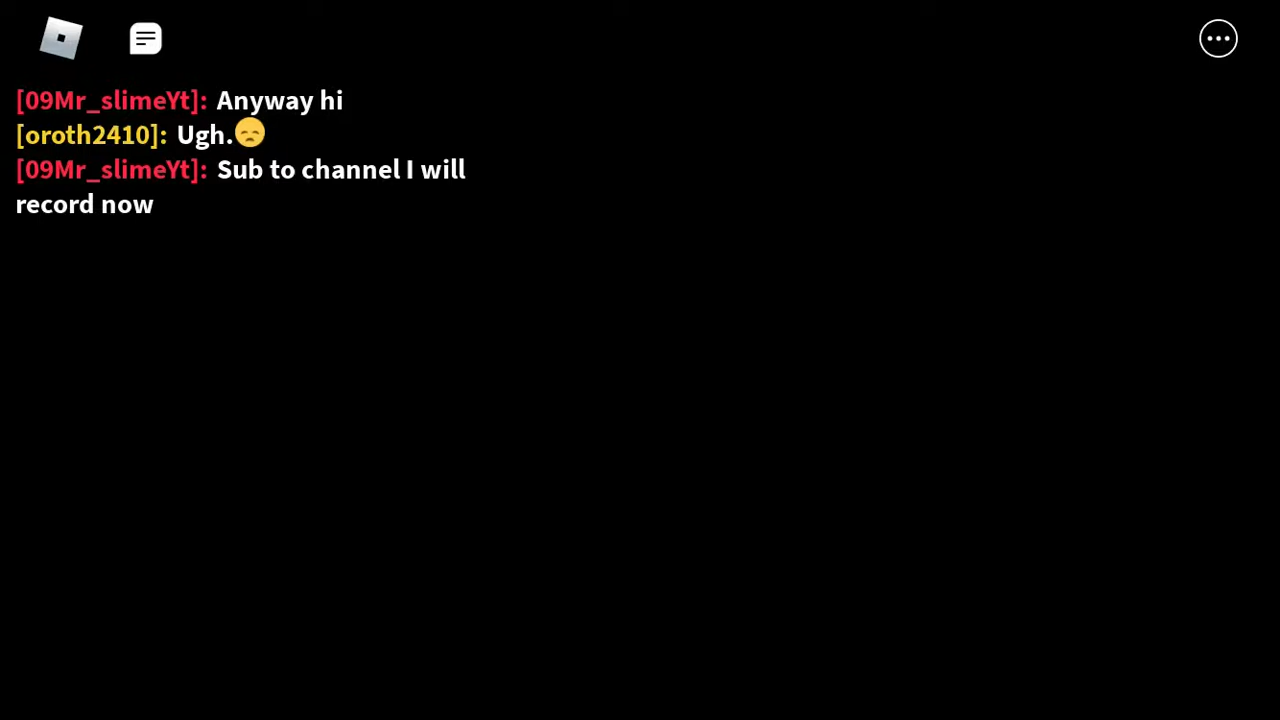 [09Mr_slimeYt]: Anyway hi
[oroth2410]: Ugh.😞
[09Mr_slimeYt]: Sub to channel I will
record now